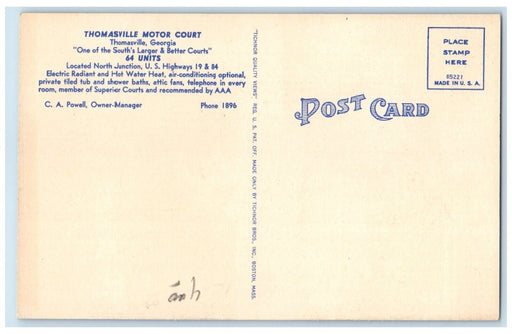 THOMASVILLE MOTOR COURT
Thomasville, Georgia
"One of the South's Larger & Better Courts"
64 UNITS
Located North Junction, U. S. Highways 19 & 84
Electric Radiant and Hot Water Heat, air-conditioning optional,
private tiled tub and shower baths, attic fans, telephone in every
room, member of Superior Courts and recommended by AAA
C. A. Powell, Owner-Manager Phone 1896
"TICHNOR QUALITY VIEWS" REG. U. S. PAT. OFF. MADE ONLY BY TICHNOR BROS., INC., BOSTON, MASS.
POST CARD
PLACE
STAMP
HERE
85221
MADE IN U. S. A.